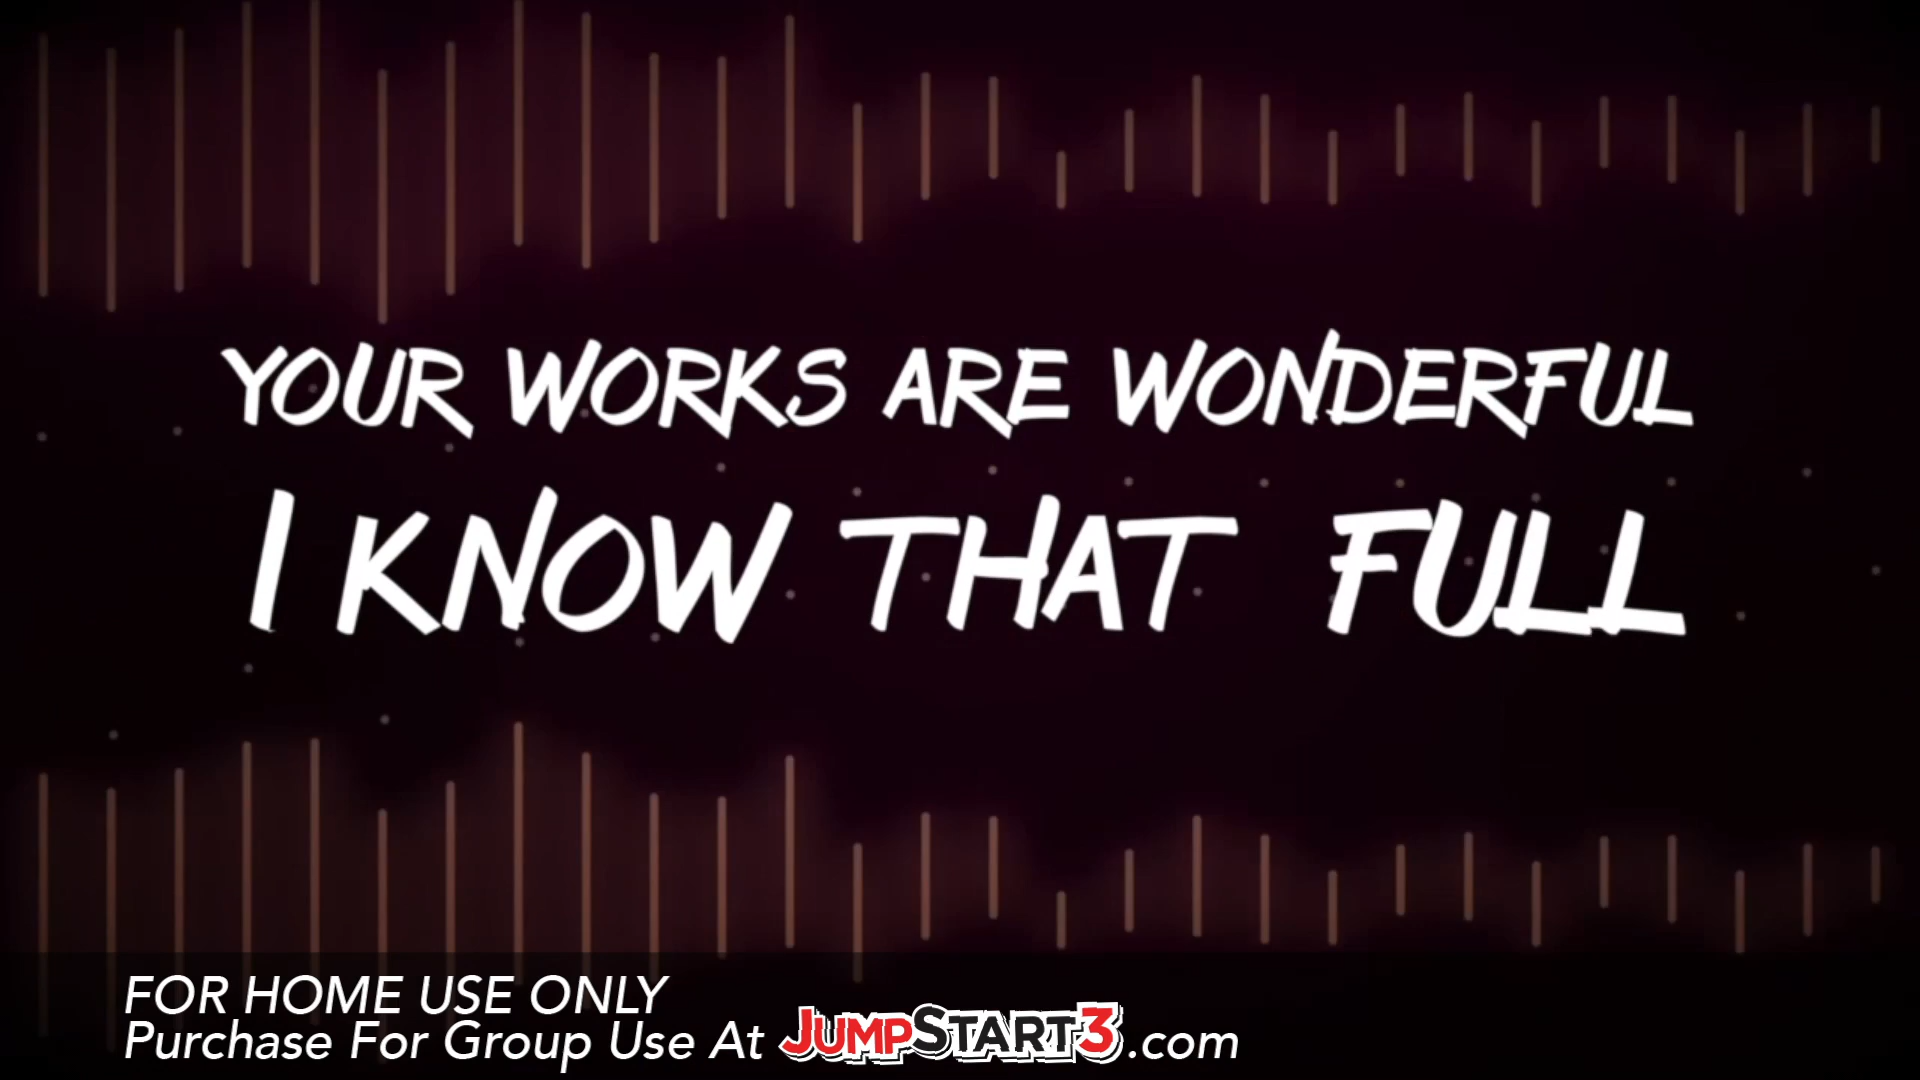 YOUR WORKS ARE WONDERFUL
I KNOW THAT FULL
FOR HOME USE ONLY
Purchase For Group Use At JUMPSTART3.com